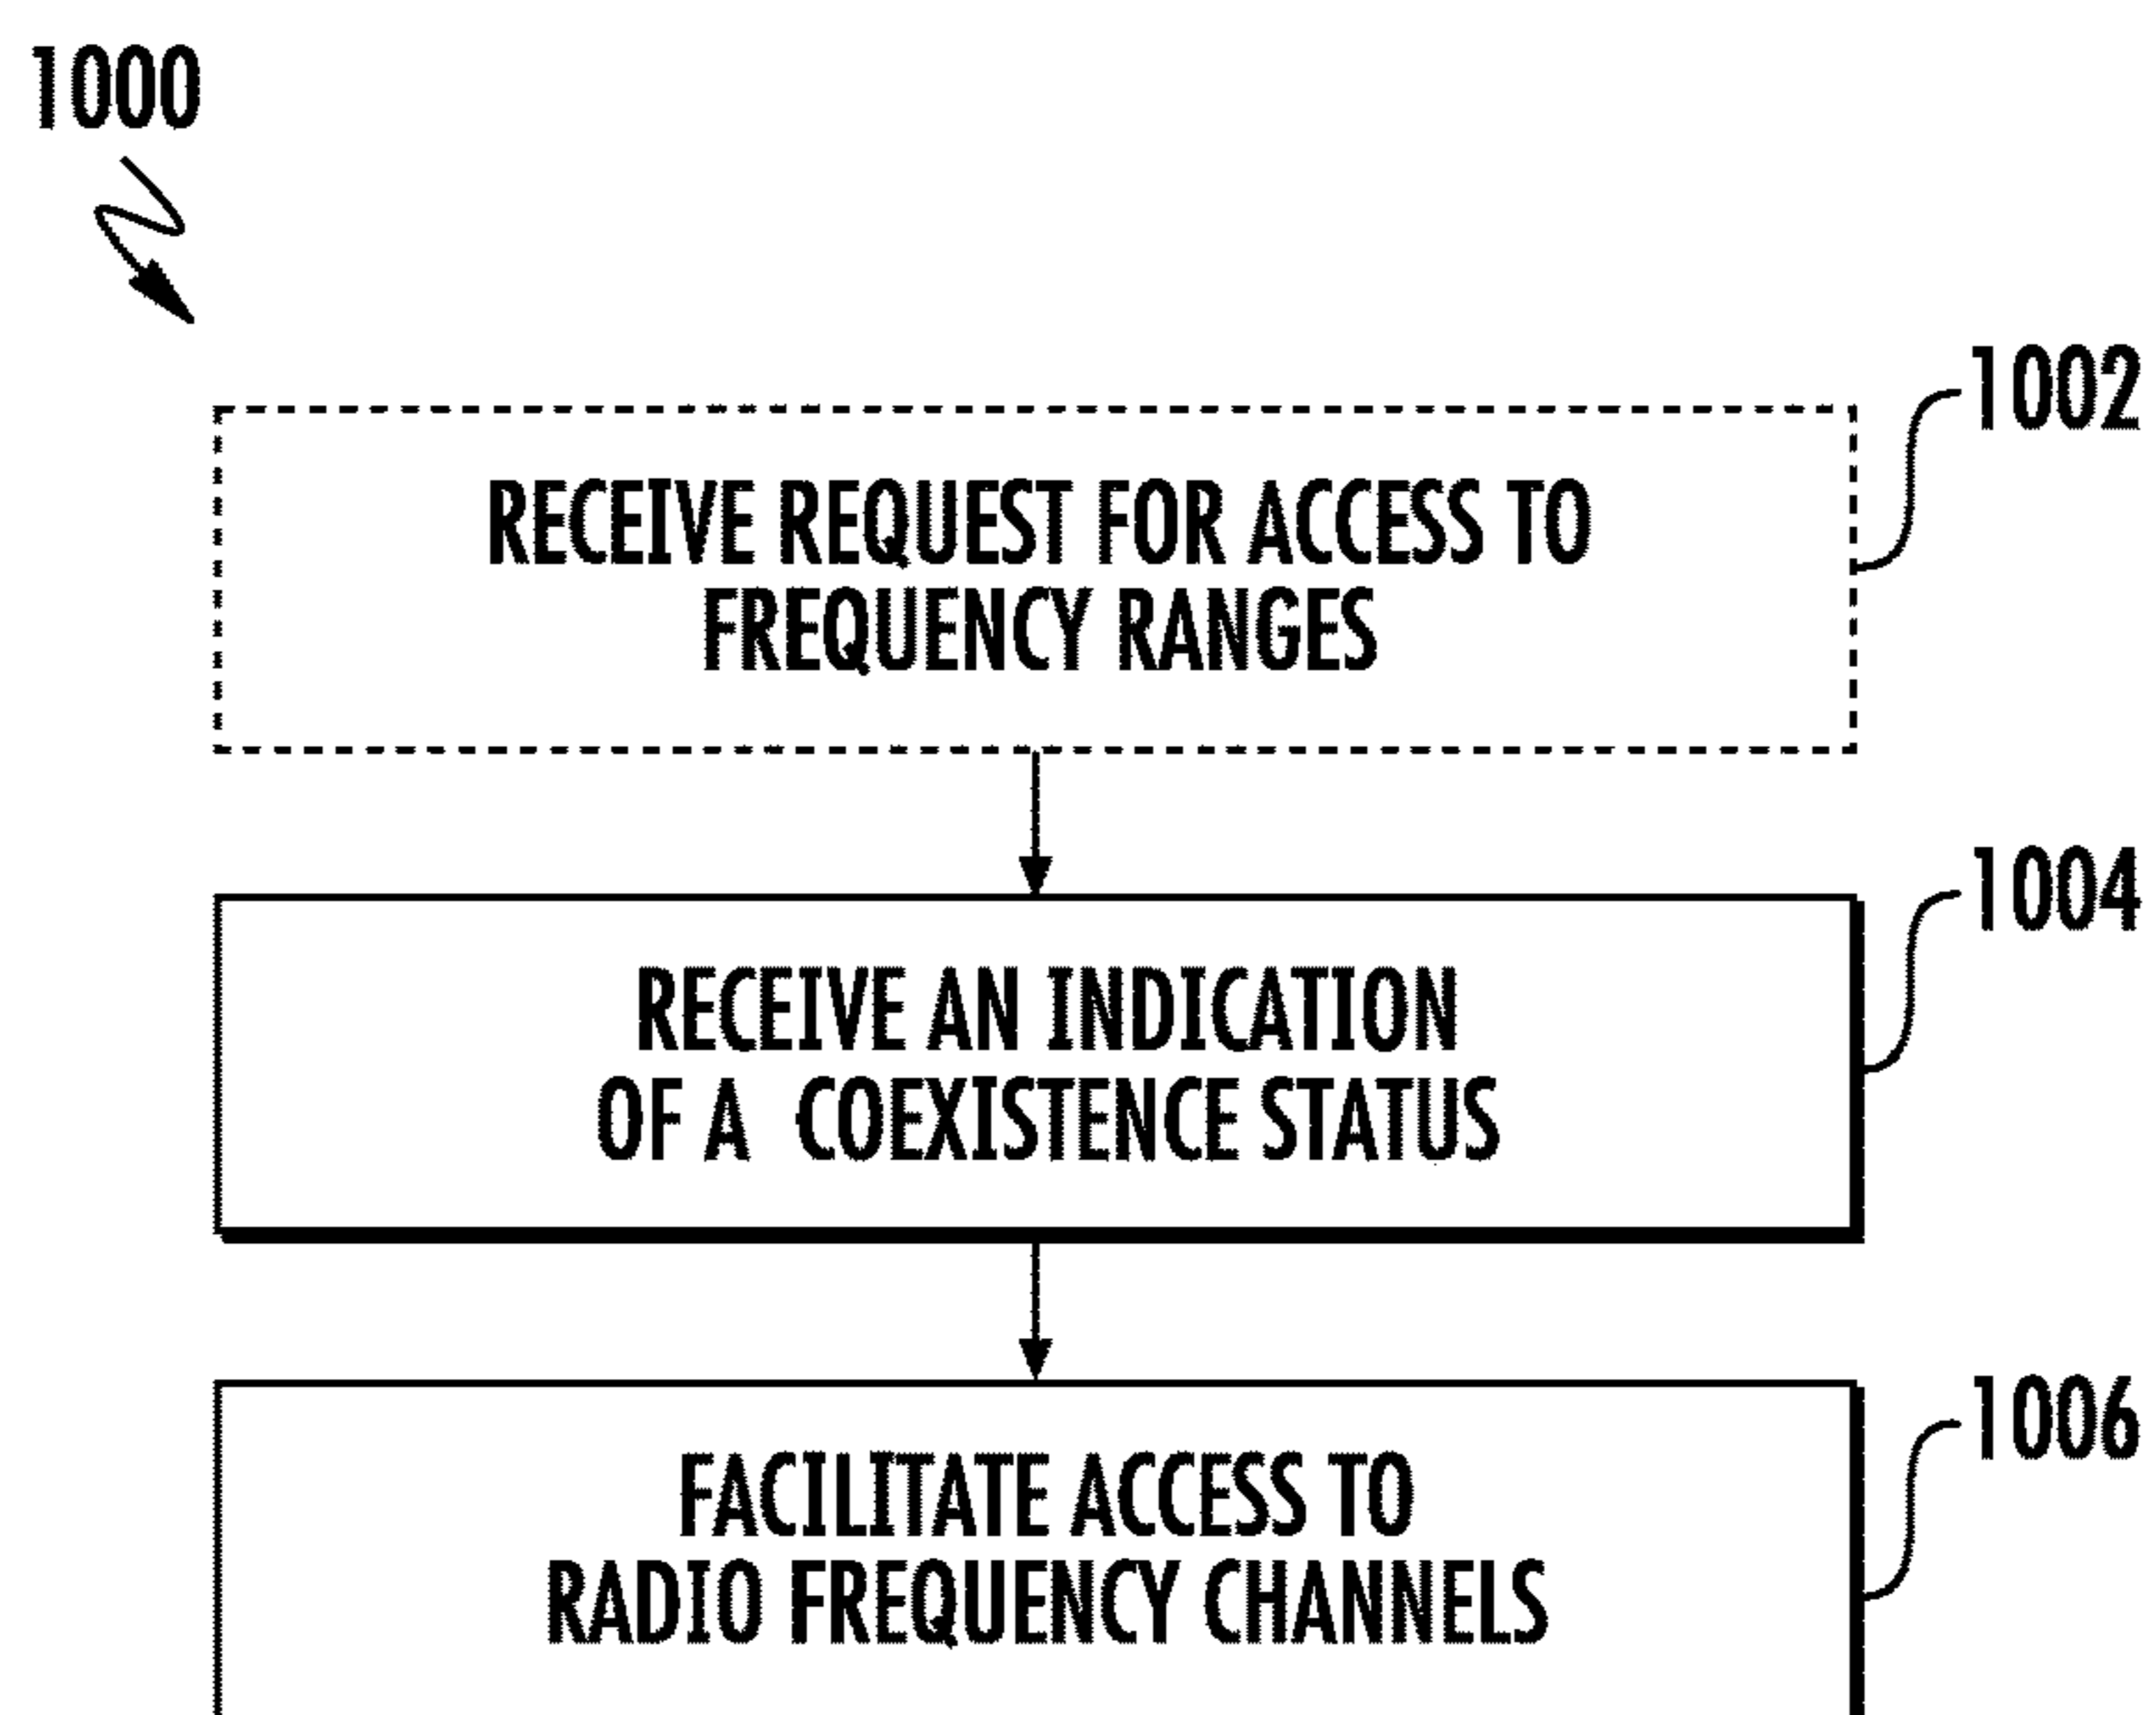 1000
1002
RECEIVE REQUEST FOR ACCESS TO
FREQUENCY RANGES
1004
RECEIVE AN INDICATION
OF A COEXISTENCE STATUS
1006
FACILITATE ACCESS TO
RADIO FREQUENCY CHANNELS